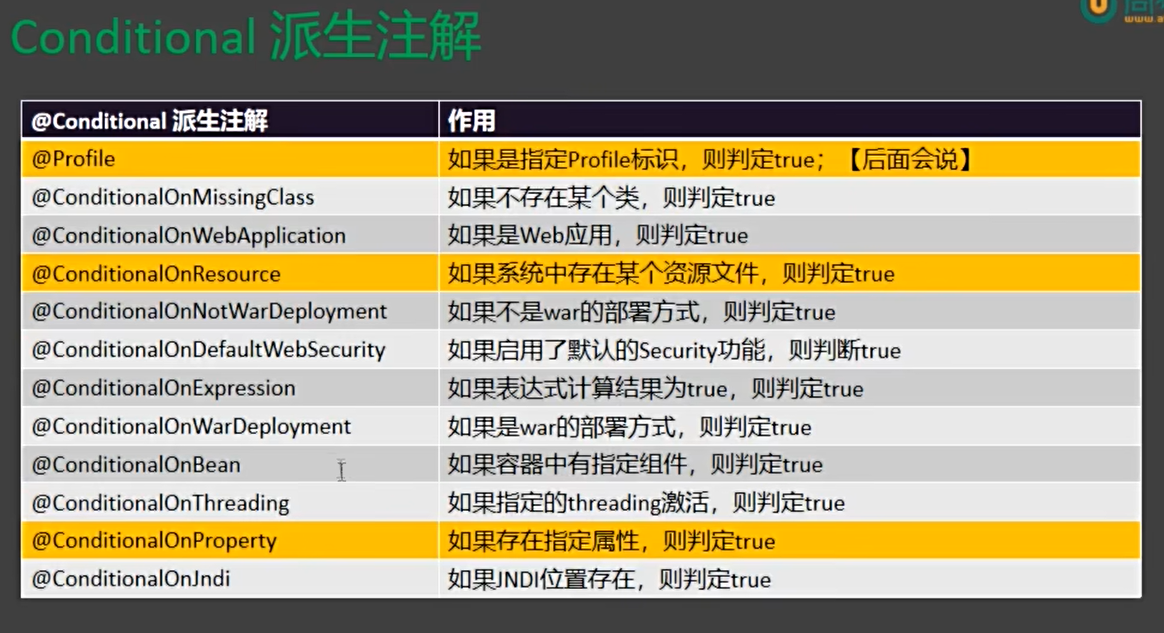 Conditional 派生注解
@Conditional 派生注解 作用
@Profile 如果是指定Profile标识，则判定true；【后面会说】
@ConditionalOnMissingClass 如果不存在某个类，则判定true
@ConditionalOnWebApplication 如果是Web应用，则判定true
@ConditionalOnResource 如果系统中存在某个资源文件，则判定true
@ConditionalOnNotWarDeployment 如果不是war的部署方式，则判定true
@ConditionalOnDefaultWebSecurity 如果启用了默认的Security功能，则判断true
@ConditionalOnExpression 如果表达式计算结果为true，则判定true
@ConditionalOnWarDeployment 如果是war的部署方式，则判定true
@ConditionalOnBean 如果容器中有指定组件，则判定true
@ConditionalOnThreading 如果指定的threading激活，则判定true
@ConditionalOnProperty 如果存在指定属性，则判定true
@ConditionalOnJndi 如果JNDI位置存在，则判定true